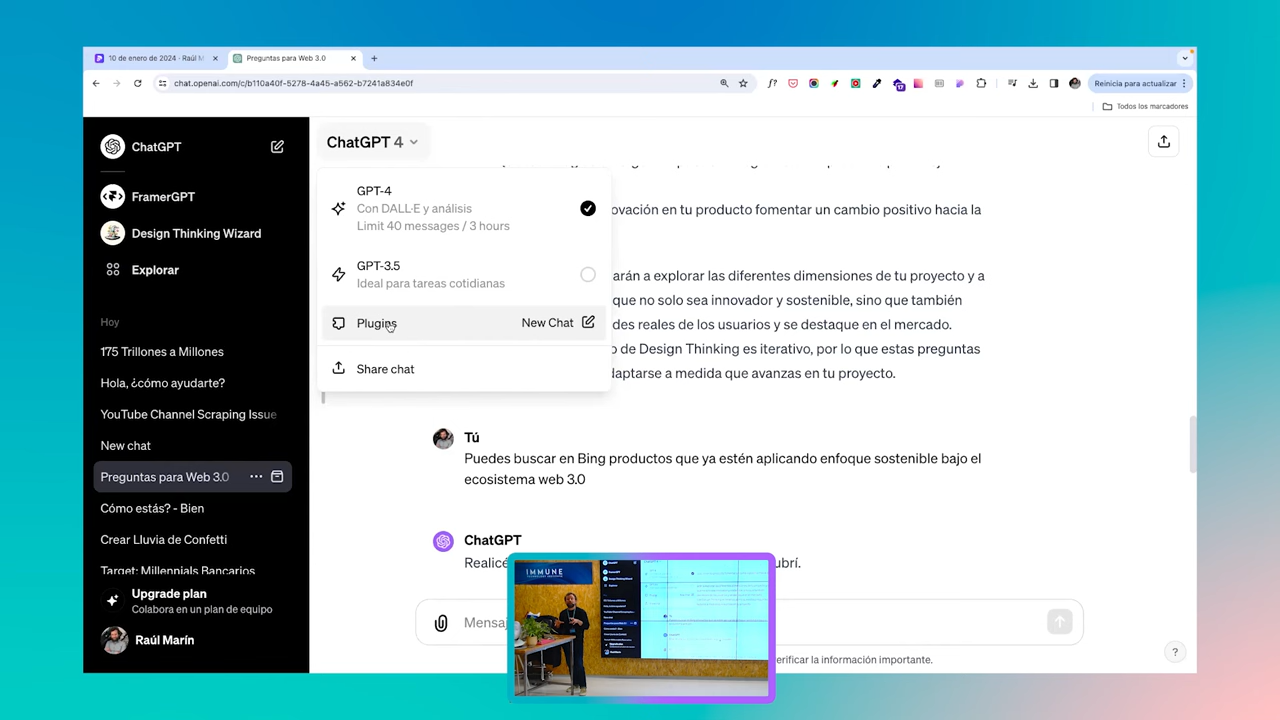 10 de enero de 2024 · Raúl M
Preguntas para Web 3.0
chat.openai.com/c/b110a40f-5278-4a45-a562-b7241a834e0f
f?
17
Reinicia para actualizar
Todos los marcadores
ChatGPT
FramerGPT
Design Thinking Wizard
Explorar
Hoy
175 Trillones a Millones
Hola, ¿cómo ayudarte?
YouTube Channel Scraping Issue
New chat
Preguntas para Web 3.0
Cómo estás? - Bien
Crear Lluvia de Confetti
Target: Millennials Bancarios
Upgrade plan
Colabora en un plan de equipo
Raúl Marín
ChatGPT 4
GPT-4
Con DALL·E y análisis
Limit 40 messages / 3 hours
GPT-3.5
Ideal para tareas cotidianas
Plugins
New Chat
Share chat
ovación en tu producto fomentar un cambio positivo hacia la
arán a explorar las diferentes dimensiones de tu proyecto y a
que no solo sea innovador y sostenible, sino que también
des reales de los usuarios y se destaque en el mercado.
o de Design Thinking es iterativo, por lo que estas preguntas
daptarse a medida que avanzas en tu proyecto.
Tú
Puedes buscar en Bing productos que ya estén aplicando enfoque sostenible bajo el
ecosistema web 3.0
ChatGPT
Realicé
ubrí.
Mensaj
erificar la información importante.
?
IMMUNE